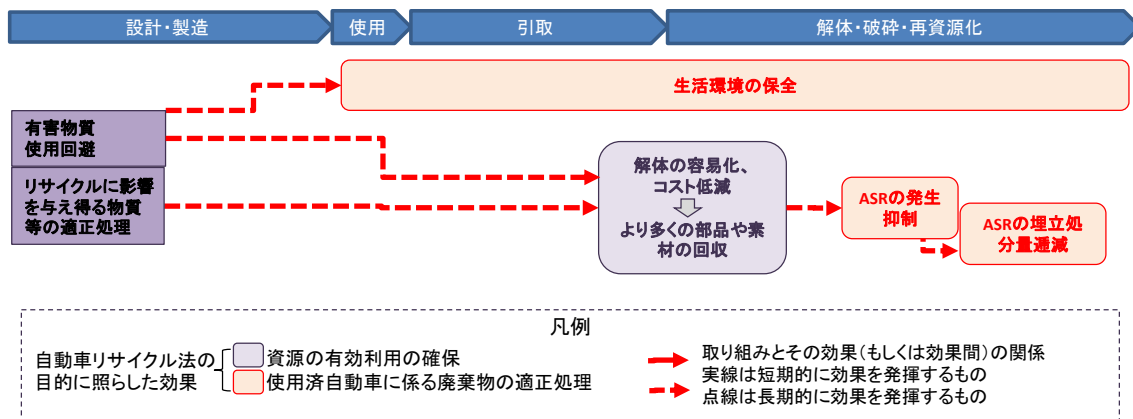 設計・製造
使用
引取
解体・破砕・再資源化
生活環境の保全
有害物質
使用回避
リサイクルに影響
を与え得る物質
等の適正処理
解体の容易化、
コスト低減
より多くの部品や素
材の回収
ASRの発生
抑制
ASRの埋立処
分量逓減
凡例
自動車リサイクル法の
目的に照らした効果
資源の有効利用の確保
使用済自動車に係る廃棄物の適正処理
取り組みとその効果(もしくは効果間)の関係
実線は短期的に効果を発揮するもの
点線は長期的に効果を発揮するもの